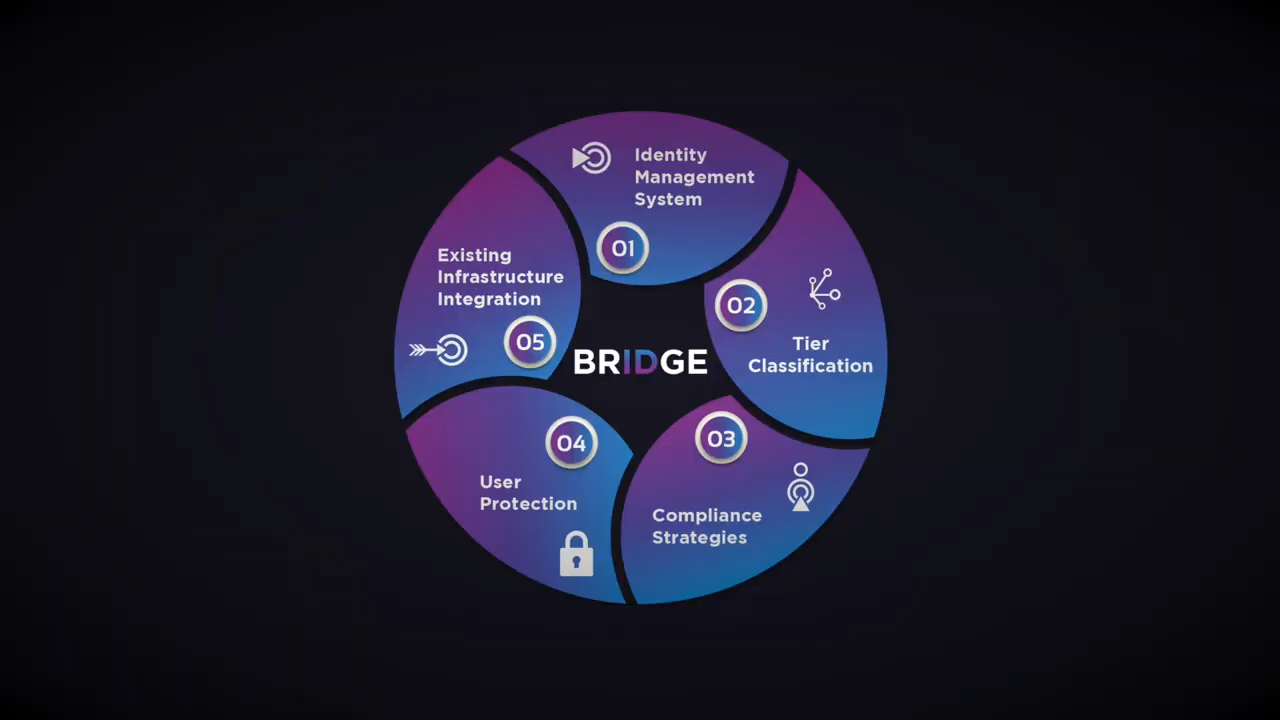 Identity
Management
System
01
02
Tier
Classification
03
Compliance
Strategies
04
User
Protection
Existing
Infrastructure
Integration
05
BRIDGE